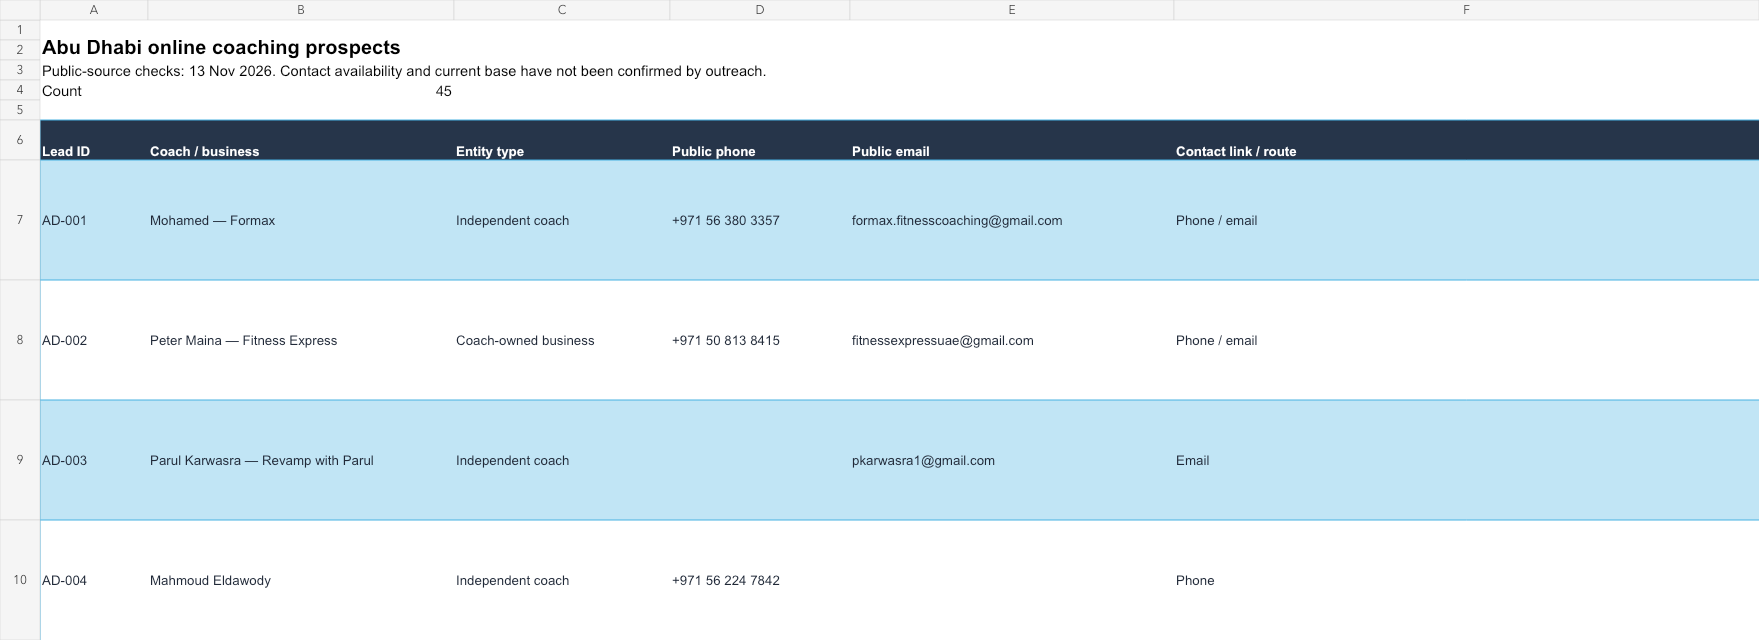 A B C D E F
1
2 Abu Dhabi online coaching prospects
3 Public-source checks: 13 Nov 2026. Contact availability and current base have not been confirmed by outreach.
4 Count 45
5
6 Lead ID Coach / business Entity type Public phone Public email Contact link / route
7 AD-001 Mohamed — Formax Independent coach +971 56 380 3357 formax.fitnesscoaching@gmail.com Phone / email
8 AD-002 Peter Maina — Fitness Express Coach-owned business +971 50 813 8415 fitnessexpressuae@gmail.com Phone / email
9 AD-003 Parul Karwasra — Revamp with Parul Independent coach pkarwasra1@gmail.com Email
10 AD-004 Mahmoud Eldawody Independent coach +971 56 224 7842 Phone